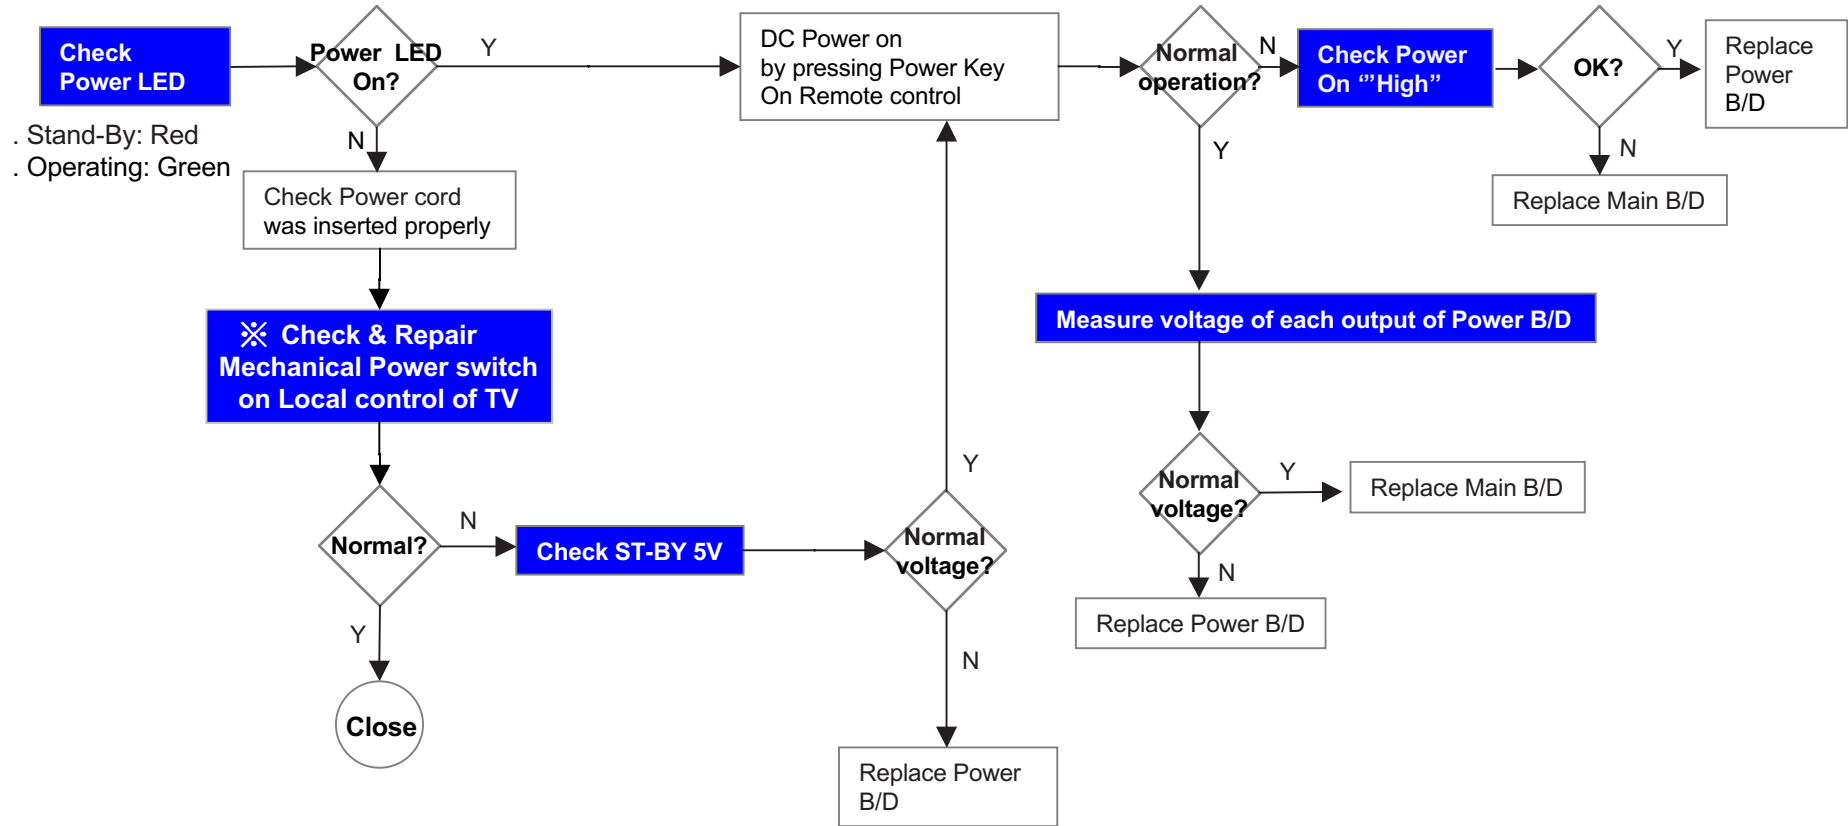 Check
Power LED
. Stand-By: Red
. Operating: Green
Power LED
On?
Y
N
Check Power cord
was inserted properly
※ Check & Repair
Mechanical Power switch
on Local control of TV
Normal?
N
Y
Close
Check ST-BY 5V
Normal
voltage?
Y
N
Replace Power
B/D
DC Power on
by pressing Power Key
On Remote control
Normal
operation?
N
Y
Check Power
On ‘”High”
OK?
Y
N
Replace
Power
B/D
Replace Main B/D
Measure voltage of each output of Power B/D
Normal
voltage?
Y
N
Replace Main B/D
Replace Power B/D